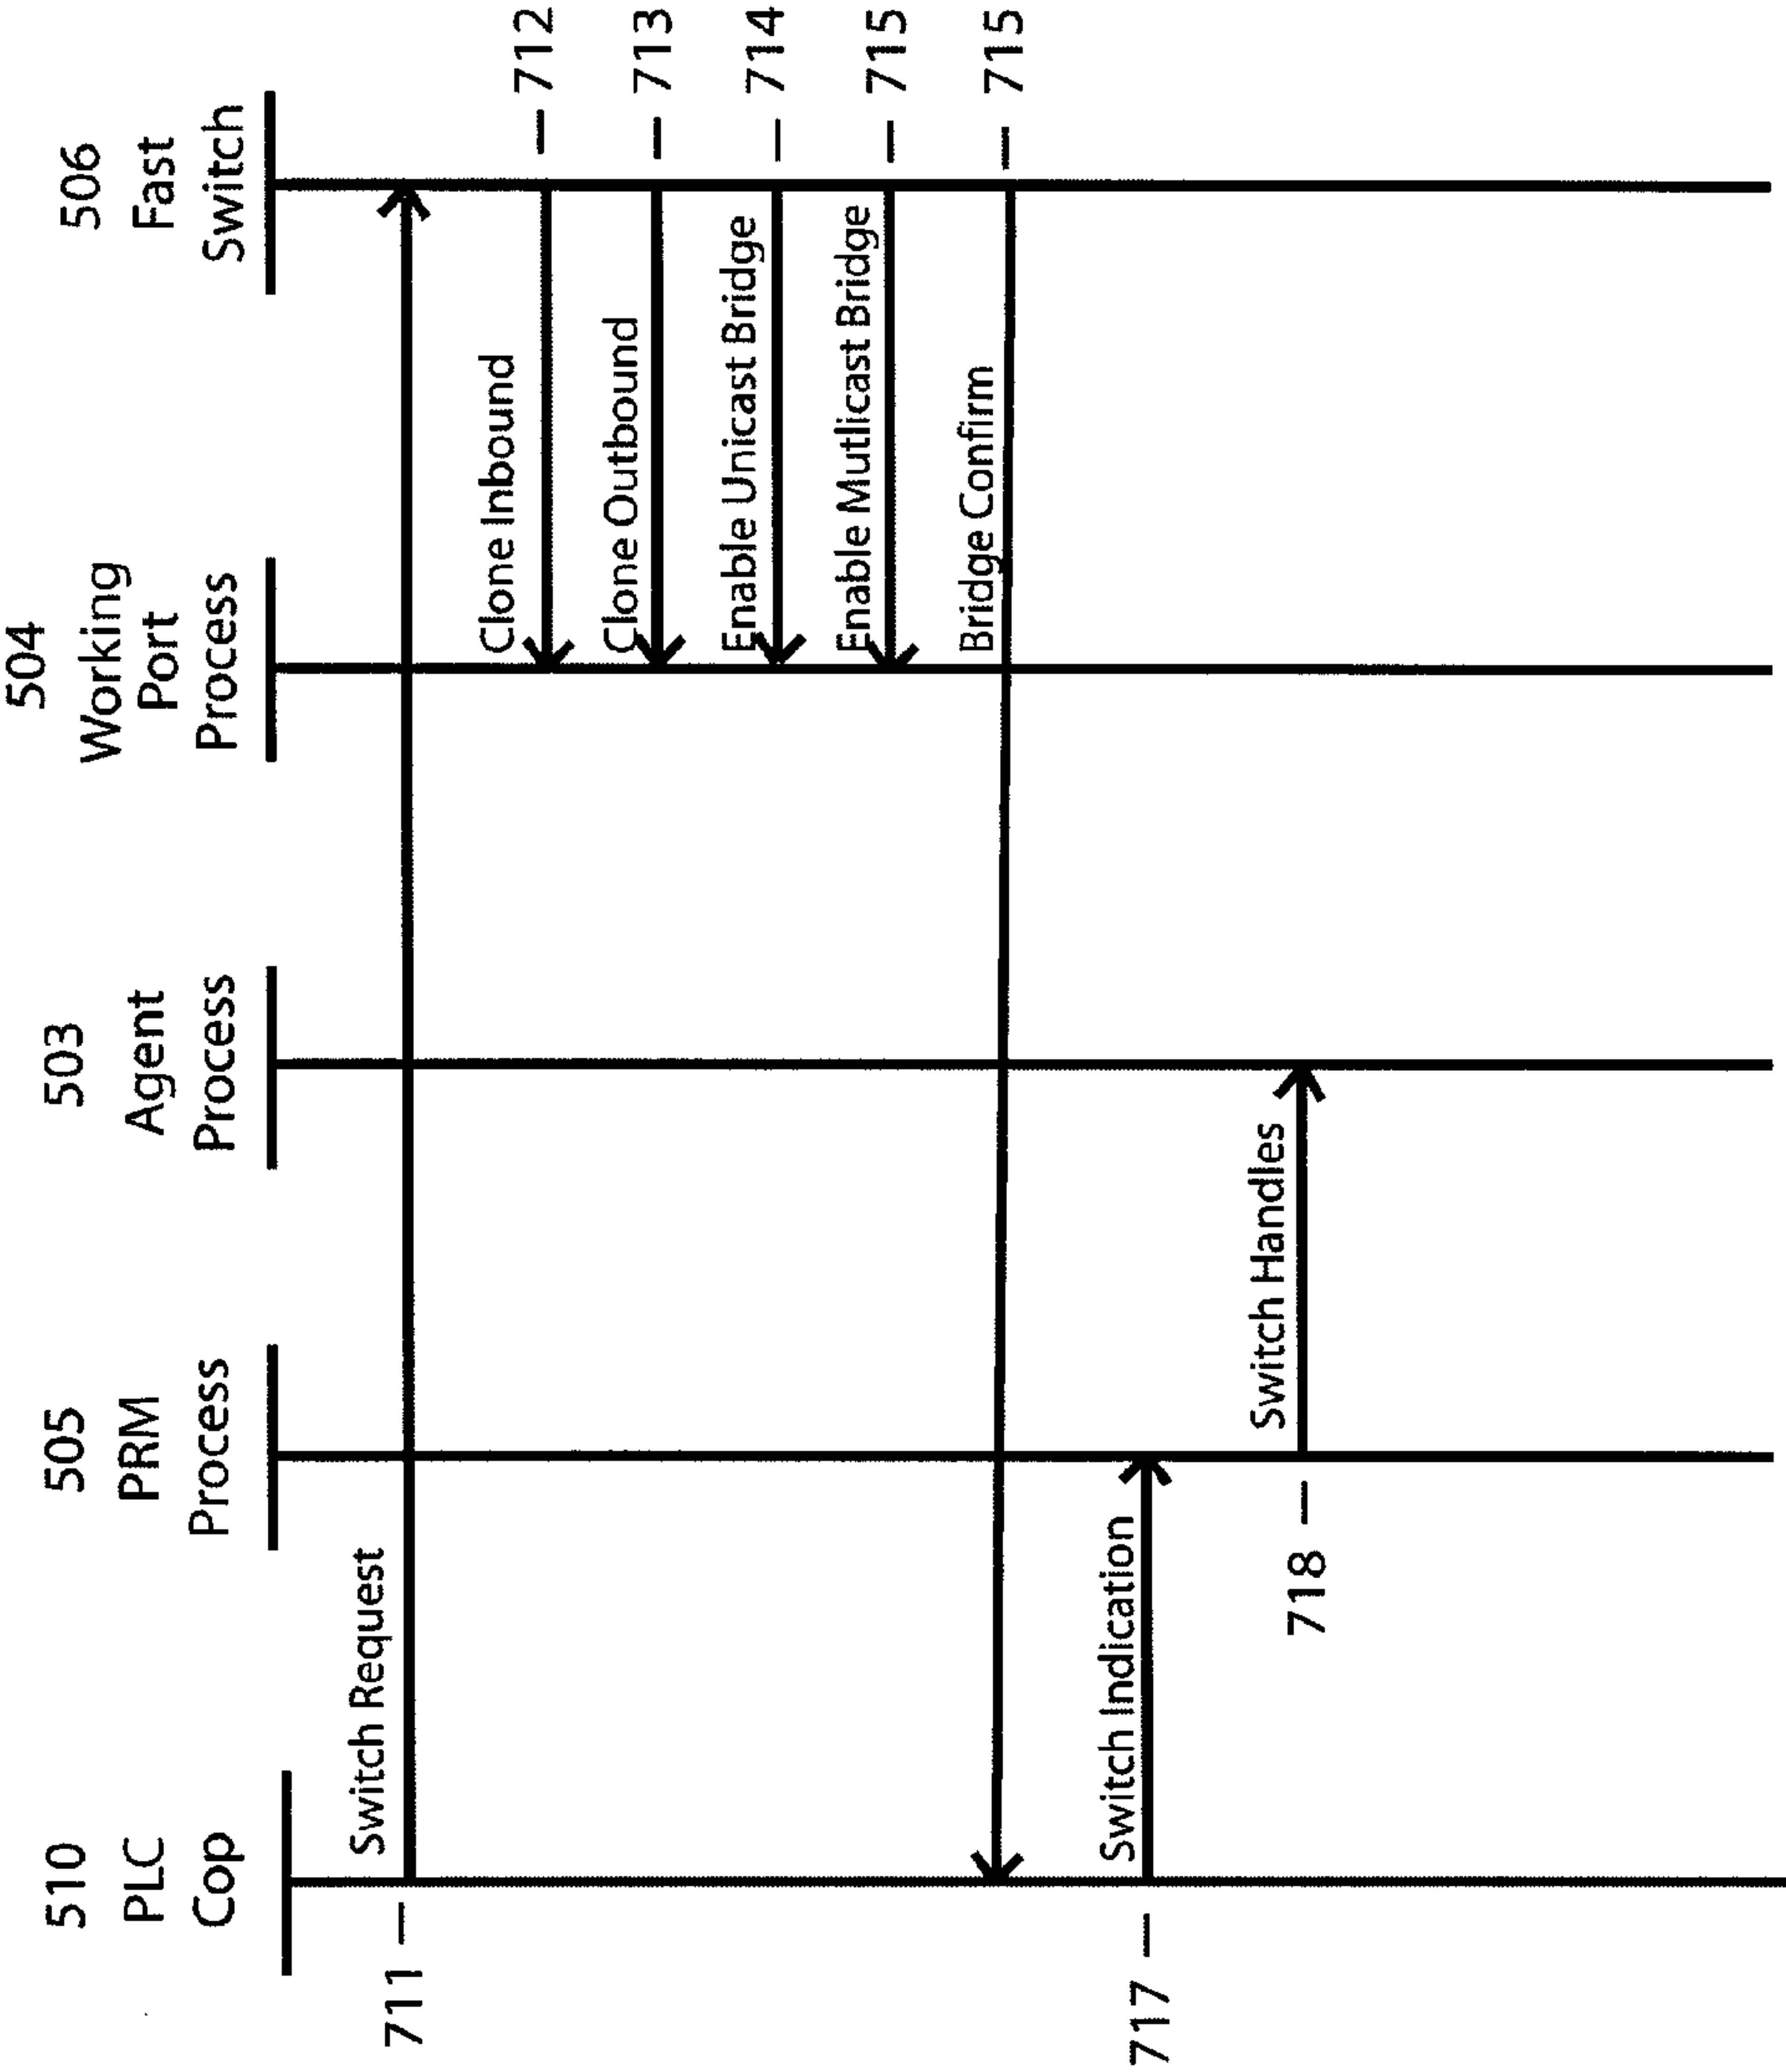 510
PLC
Cop
505
PRM
Process
503
Agent
Process
504
Working
Port
Process
506
Fast
Switch
711
Switch Request
Clone Inbound
712
Clone Outbound
713
Enable Unicast Bridge
714
Enable Mutlicast Bridge
715
Bridge Confirm
715
717
Switch Indication
718
Switch Handles